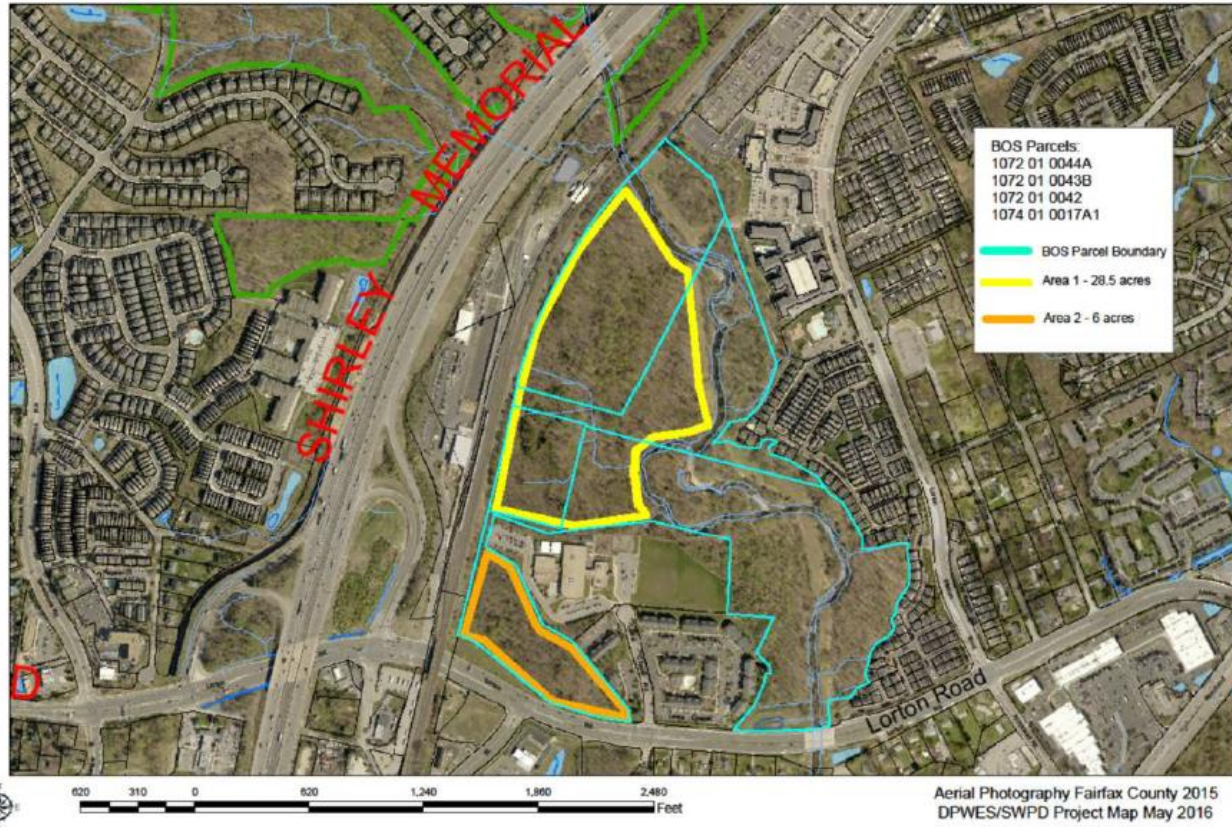 SHIRLEY MEMORIAL
BOS Parcels:
1072 01 0044A
1072 01 0043B
1072 01 0042
1074 01 0017A1
BOS Parcel Boundary
Area 1 - 28.5 acres
Area 2 - 6 acres
D
Lorton Road
620 310 0 620 1,240 1,860 2,480
Feet
Aerial Photography Fairfax County 2015
DPWES/SWPD Project Map May 2016